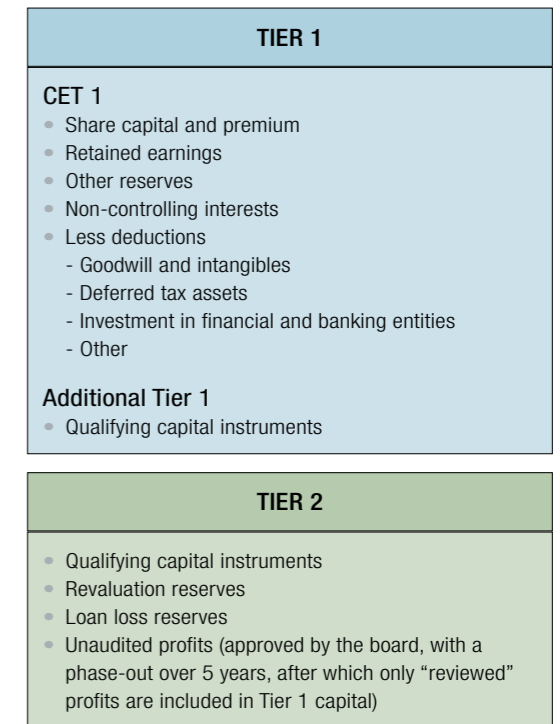 TIER 1
CET 1
• Share capital and premium
• Retained earnings
• Other reserves
• Non-controlling interests
• Less deductions
- Goodwill and intangibles
- Deferred tax assets
- Investment in financial and banking entities
- Other
Additional Tier 1
• Qualifying capital instruments
TIER 2
• Qualifying capital instruments
• Revaluation reserves
• Loan loss reserves
• Unaudited profits (approved by the board, with a
phase-out over 5 years, after which only “reviewed”
profits are included in Tier 1 capital)